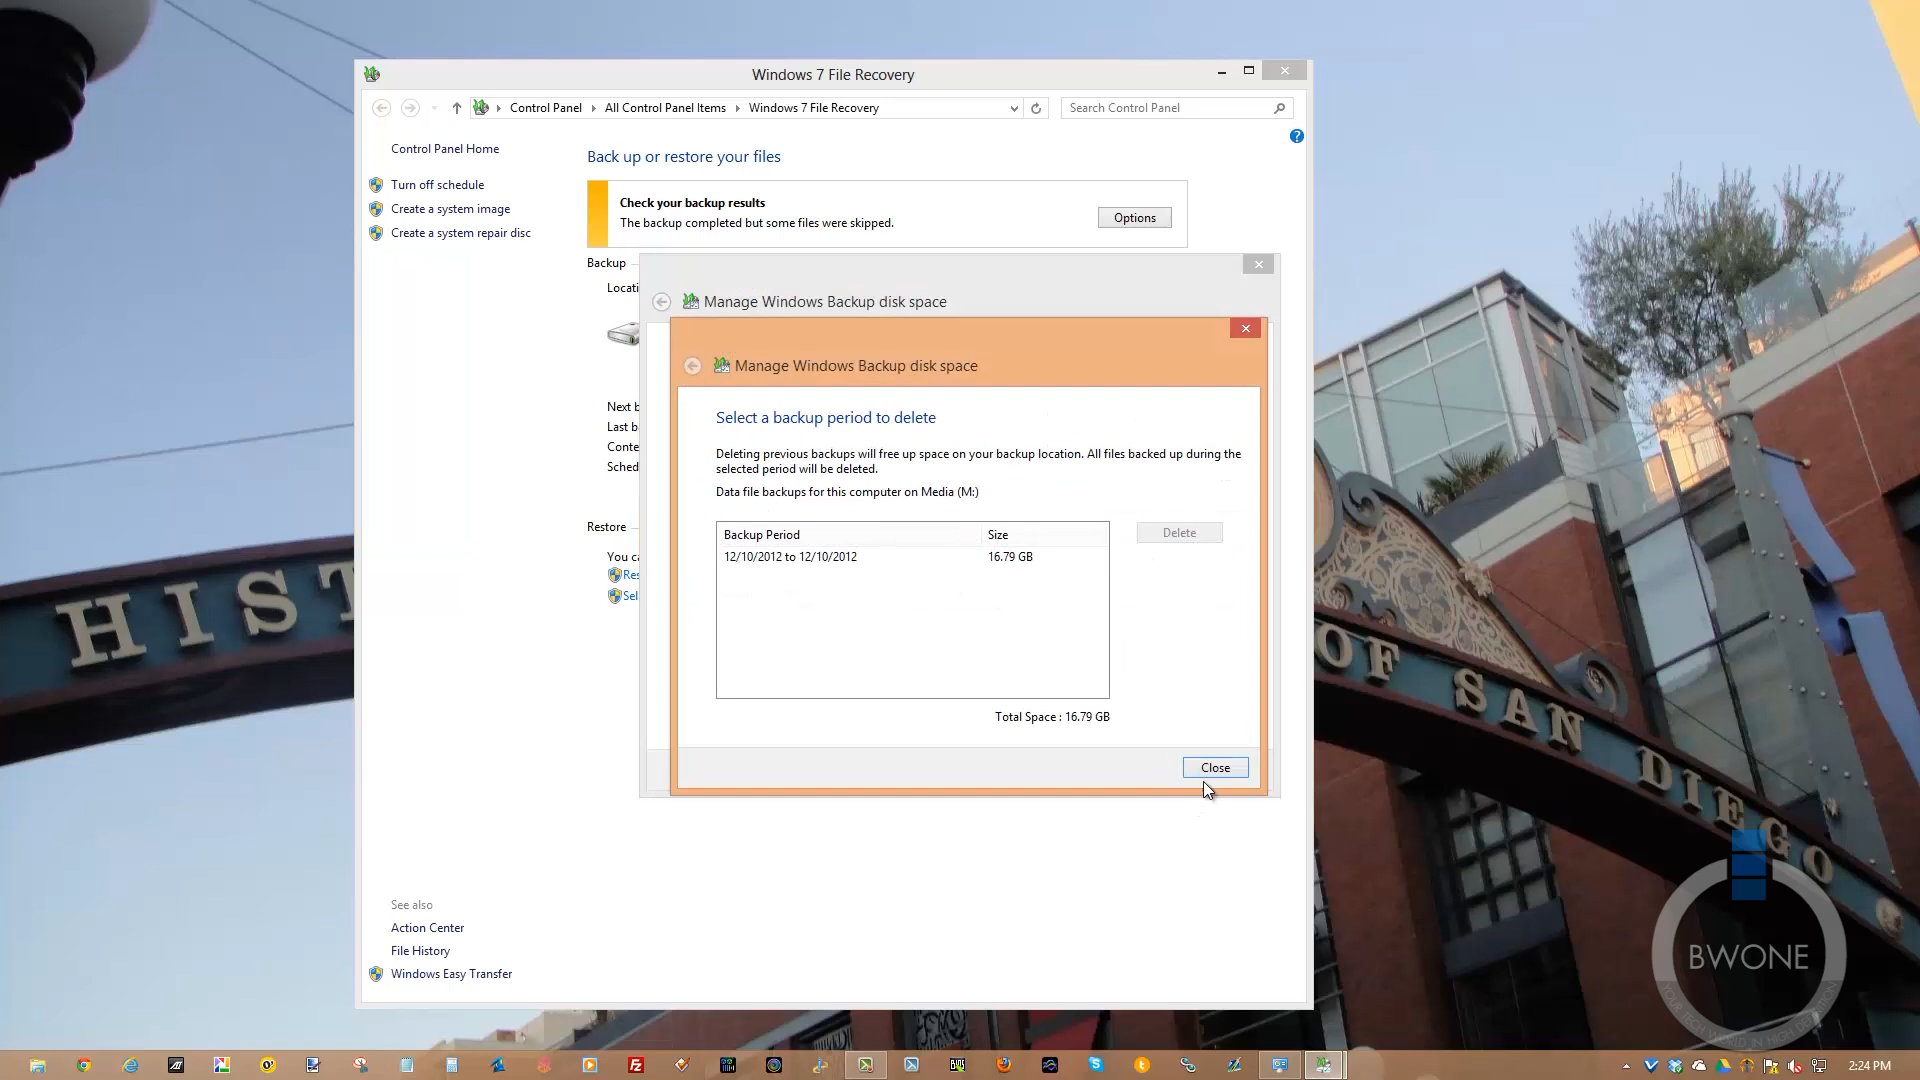 Windows 7 File Recovery
Control Panel
All Control Panel Items
Windows 7 File Recovery
Search Control Panel
Control Panel Home
Turn off schedule
Create a system image
Create a system repair disc
Back up or restore your files
Check your backup results
The backup completed but some files were skipped.
Options
Backup
Locati
Manage Windows Backup disk space
Manage Windows Backup disk space
Select a backup period to delete
Deleting previous backups will free up space on your backup location. All files backed up during the
selected period will be deleted.
Data file backups for this computer on Media (M:)
Backup Period Size
12/10/2012 to 12/10/2012 16.79 GB
Delete
Total Space : 16.79 GB
Close
Next b
Last b
Conte
Sched
Restore
You ca
Res
Sel
See also
Action Center
File History
Windows Easy Transfer
HIST
OF SAN DIEGO
BWONE
YOUR TECH WORLD IN HIGH DEFINITION
2:24 PM